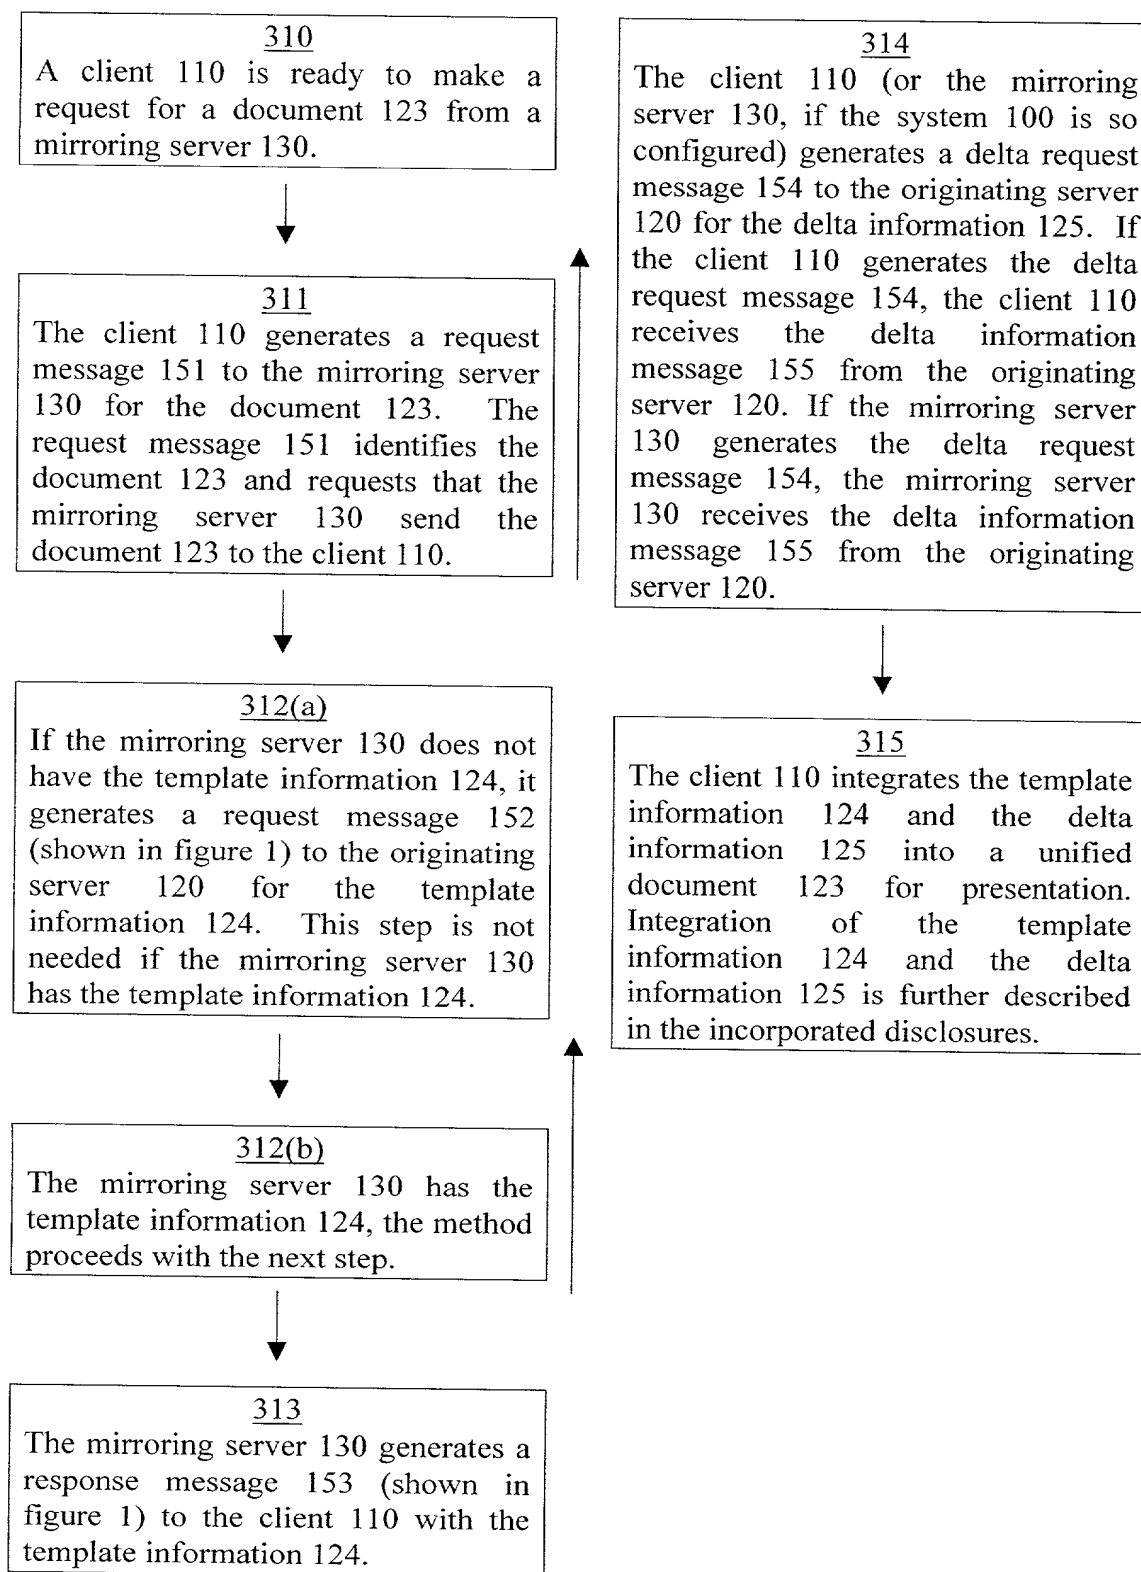 310
A client 110 is ready to make a
request for a document 123 from a
mirroring server 130.
311
The client 110 generates a request
message 151 to the mirroring server
130 for the document 123. The
request message 151 identifies the
document 123 and requests that the
mirroring server 130 send the
document 123 to the client 110.
312(a)
If the mirroring server 130 does not
have the template information 124, it
generates a request message 152
(shown in figure 1) to the originating
server 120 for the template
information 124. This step is not
needed if the mirroring server 130
has the template information 124.
312(b)
The mirroring server 130 has the
template information 124, the method
proceeds with the next step.
313
The mirroring server 130 generates a
response message 153 (shown in
figure 1) to the client 110 with the
template information 124.
314
The client 110 (or the mirroring
server 130, if the system 100 is so
configured) generates a delta request
message 154 to the originating server
120 for the delta information 125. If
the client 110 generates the delta
request message 154, the client 110
receives the delta information
message 155 from the originating
server 120. If the mirroring server
130 generates the delta request
message 154, the mirroring server
130 receives the delta information
message 155 from the originating
server 120.
315
The client 110 integrates the template
information 124 and the delta
information 125 into a unified
document 123 for presentation.
Integration of the template
information 124 and the delta
information 125 is further described
in the incorporated disclosures.